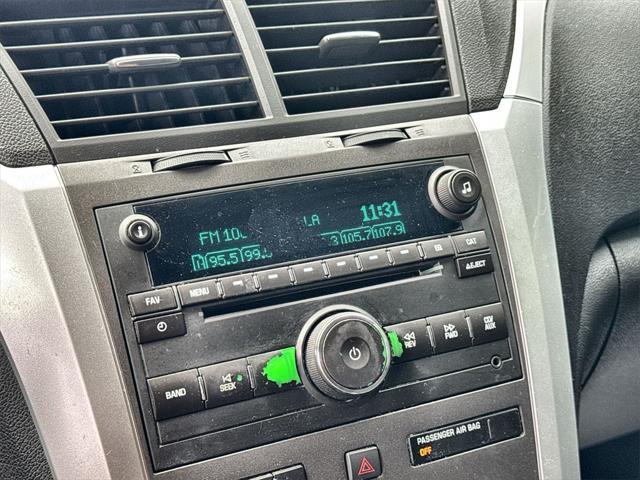 11:31
FM LA
95.5 105.7 107.9
FAV MENU EQ CAT
EJECT
BAND SEEK REV FWD CD/AUX
PASSENGER AIR BAG
OFF